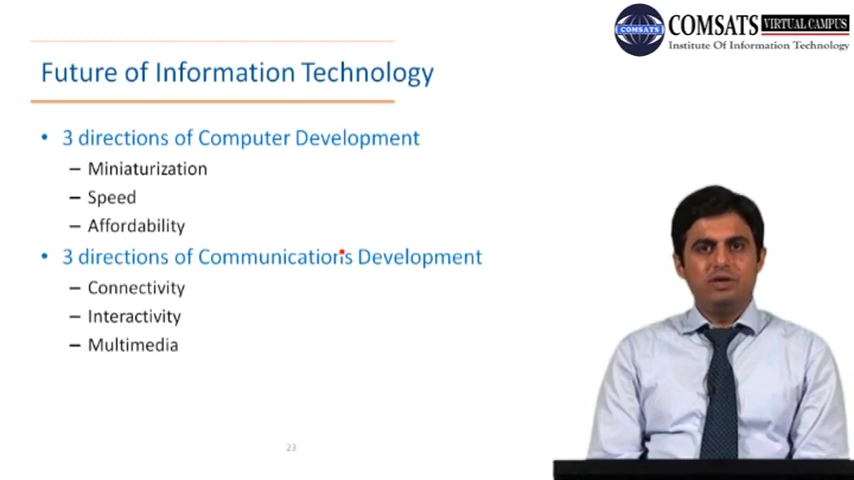 COMSATS
COMSATS VIRTUAL CAMPUS
Institute Of Information Technology
Future of Information Technology
• 3 directions of Computer Development
– Miniaturization
– Speed
– Affordability
• 3 directions of Communications Development
– Connectivity
– Interactivity
– Multimedia
23